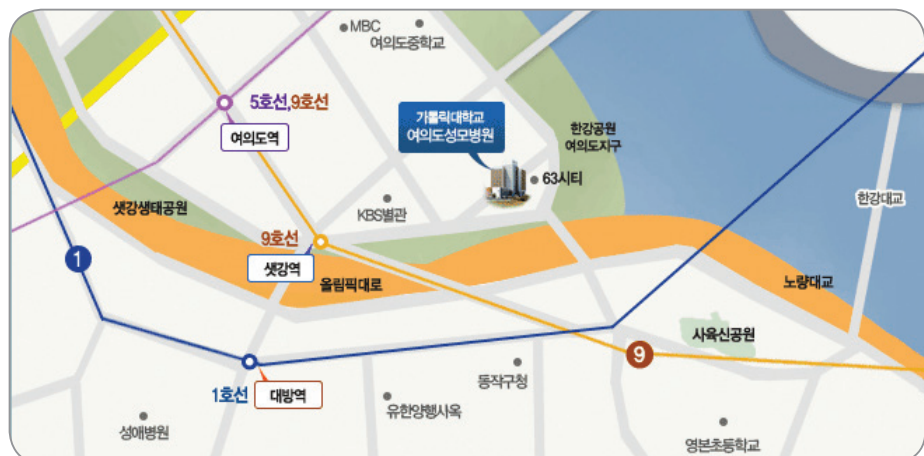 MBC
여의도중학교
5호선,9호선
여의도역
가톨릭대학교
여의도성모병원
한강공원
여의도지구
63시티
한강대교
샛강생태공원
KBS별관
9호선
샛강역
올림픽대로
노량대교
1
사육신공원
9
1호선
대방역
동작구청
유한양행사옥
성애병원
영본초등학교